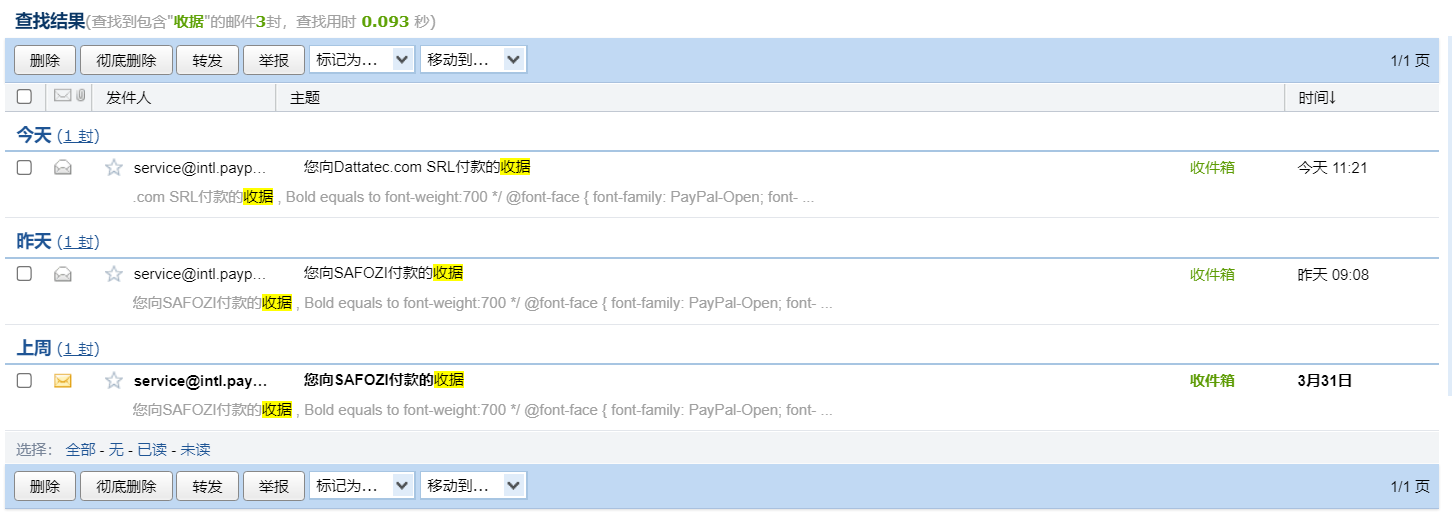 查找结果(查找到包含"收据"的邮件3封，查找用时 0.093 秒)
删除 彻底删除 转发 举报 标记为... 移动到... 1/1 页
发件人 主题 时间↓
今天 (1 封)
service@intl.payp... 您向Dattatec.com SRL付款的收据 收件箱 今天 11:21
.com SRL付款的收据 , Bold equals to font-weight:700 */ @font-face { font-family: PayPal-Open; font- ...
昨天 (1 封)
service@intl.payp... 您向SAFOZI付款的收据 收件箱 昨天 09:08
您向SAFOZI付款的收据 , Bold equals to font-weight:700 */ @font-face { font-family: PayPal-Open; font- ...
上周 (1 封)
service@intl.pay... 您向SAFOZI付款的收据 收件箱 3月31日
您向SAFOZI付款的收据 , Bold equals to font-weight:700 */ @font-face { font-family: PayPal-Open; font- ...
选择： 全部 - 无 - 已读 - 未读
删除 彻底删除 转发 举报 标记为... 移动到... 1/1 页